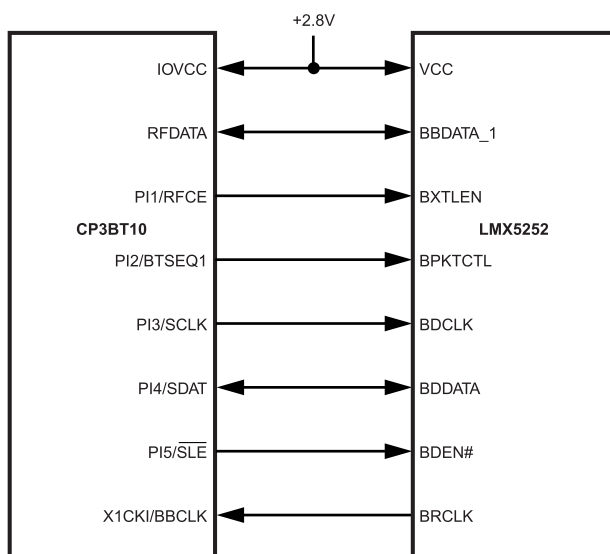 +2.8V
IOVCC VCC
RFDATA BBDATA_1
PI1/RFCE BXTLEN
CP3BT10 LMX5252
PI2/BTSEQ1 BPKTCTL
PI3/SCLK BDCLK
PI4/SDAT BDDATA
PI5/SLE BDEN#
X1CKI/BBCLK BRCLK